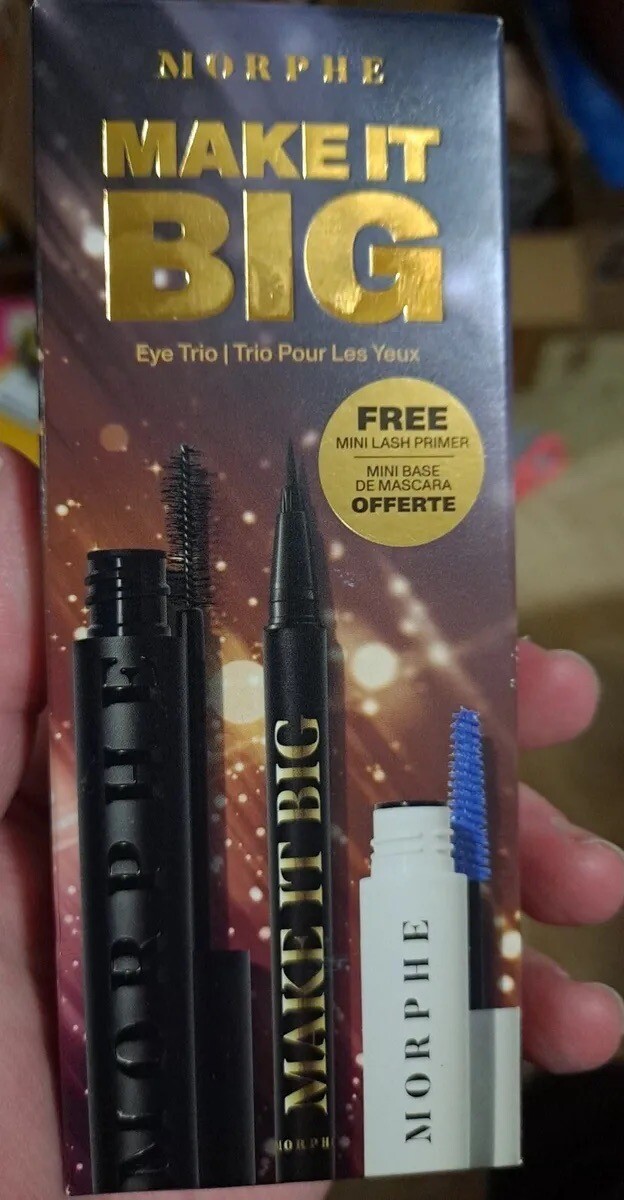 MORPHE
MAKE IT
BIG
Eye Trio | Trio Pour Les Yeux
FREE
MINI LASH PRIMER
MINI BASE
DE MASCARA
OFFERTE
MORPHE
MAKE IT BIG
MORPHE
MORPHE